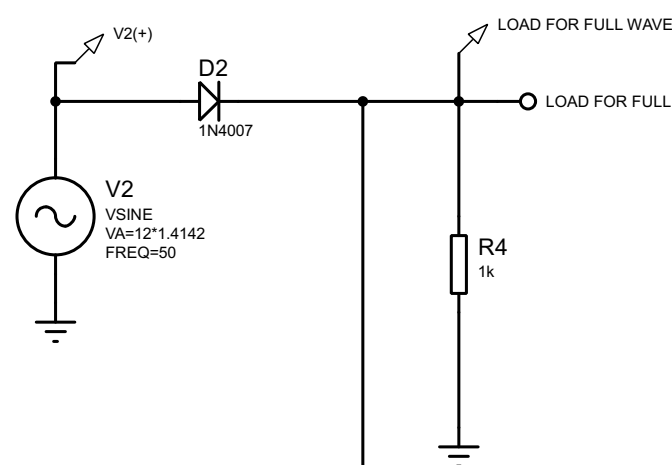 V2(+)
LOAD FOR FULL WAVE
D2
1N4007
LOAD FOR FULL
V2
VSINE
VA=12*1.4142
FREQ=50
R4
1k